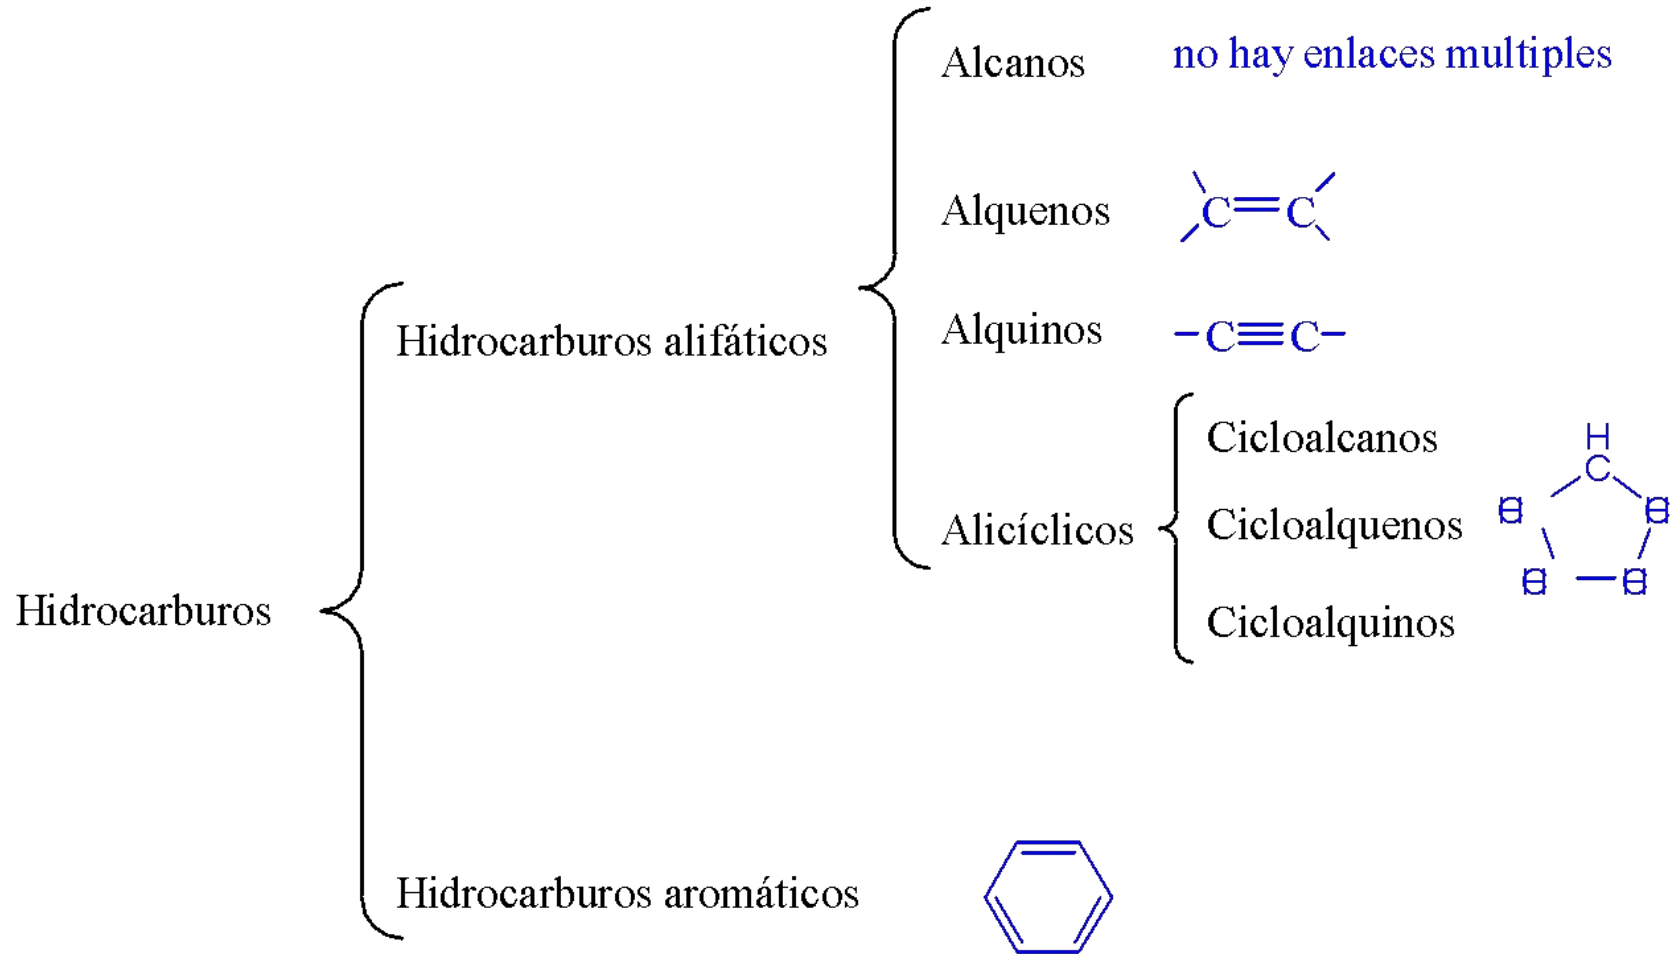 Alcanos no hay enlaces multiples
Alquenos C=C
Hidrocarburos alifáticos
Alquinos –C≡C–
Cicloalcanos
H
C
Alicíclicos
Cicloalquenos
Hidrocarburos
Cicloalquinos
Hidrocarburos aromáticos